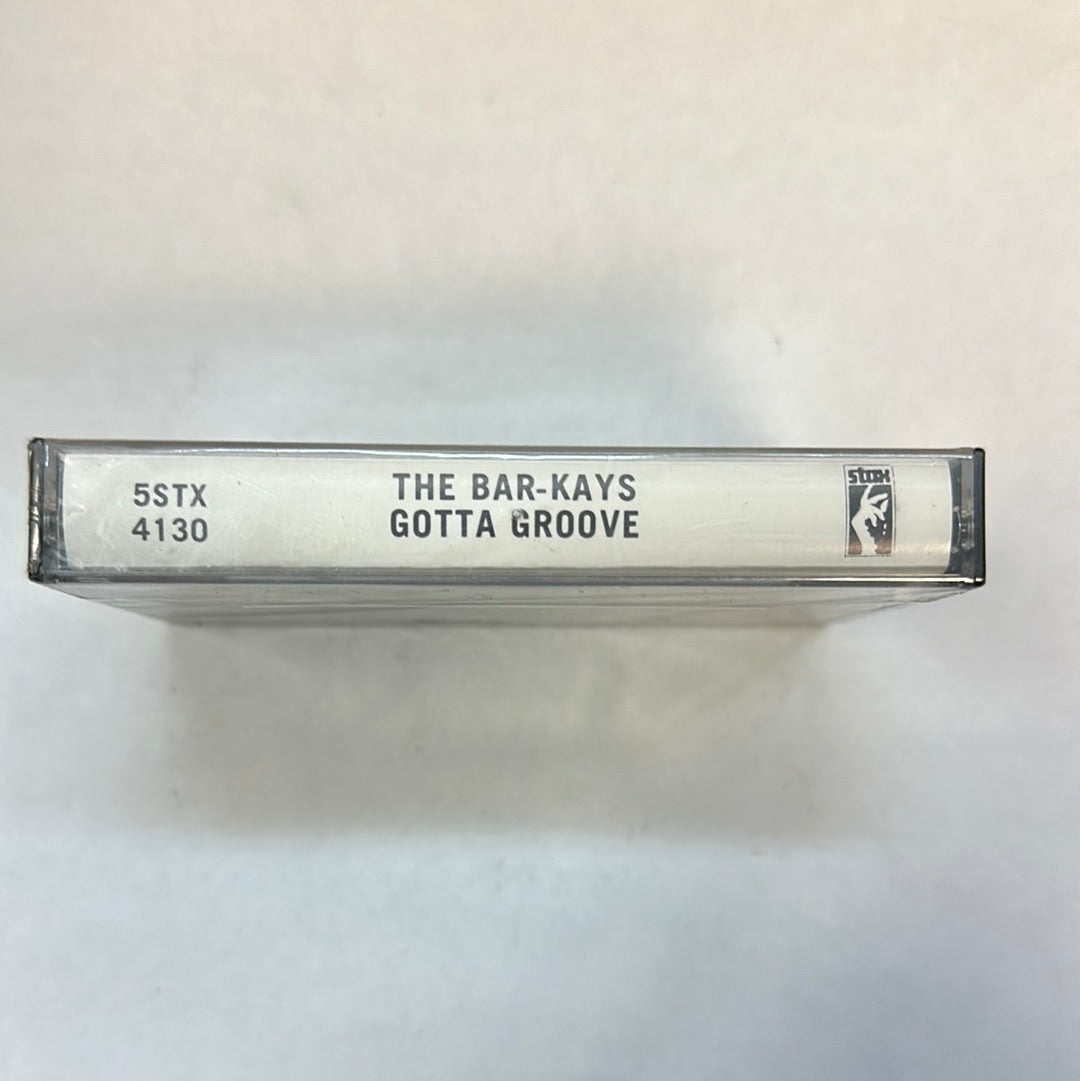 5STX
4130
THE BAR-KAYS
GOTTA GROOVE
stax